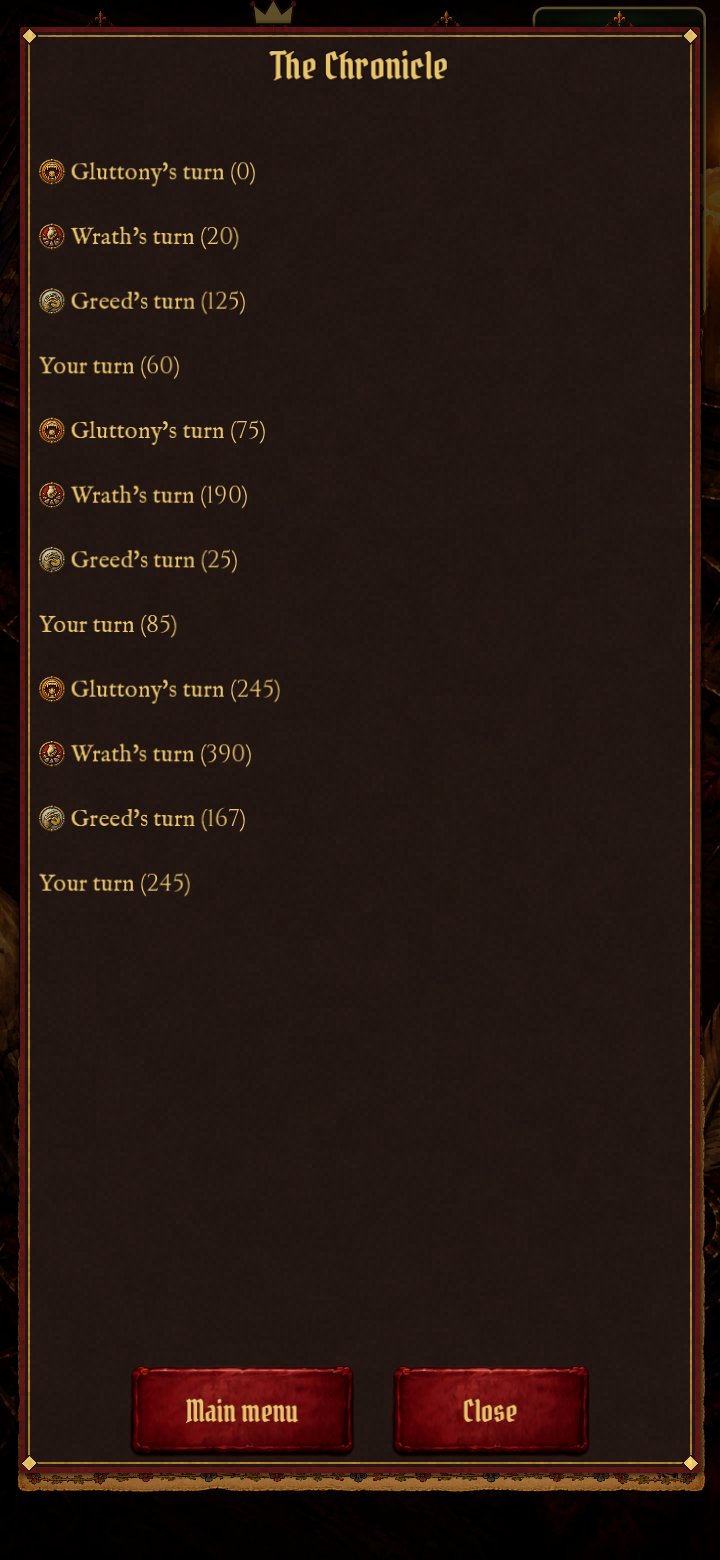 The Chronicle
Gluttony's turn (0)
Wrath's turn (20)
Greed's turn (125)
Your turn (60)
Gluttony's turn (75)
Wrath's turn (190)
Greed's turn (25)
Your turn (85)
Gluttony's turn (245)
Wrath's turn (390)
Greed's turn (167)
Your turn (245)
Main menu
Close